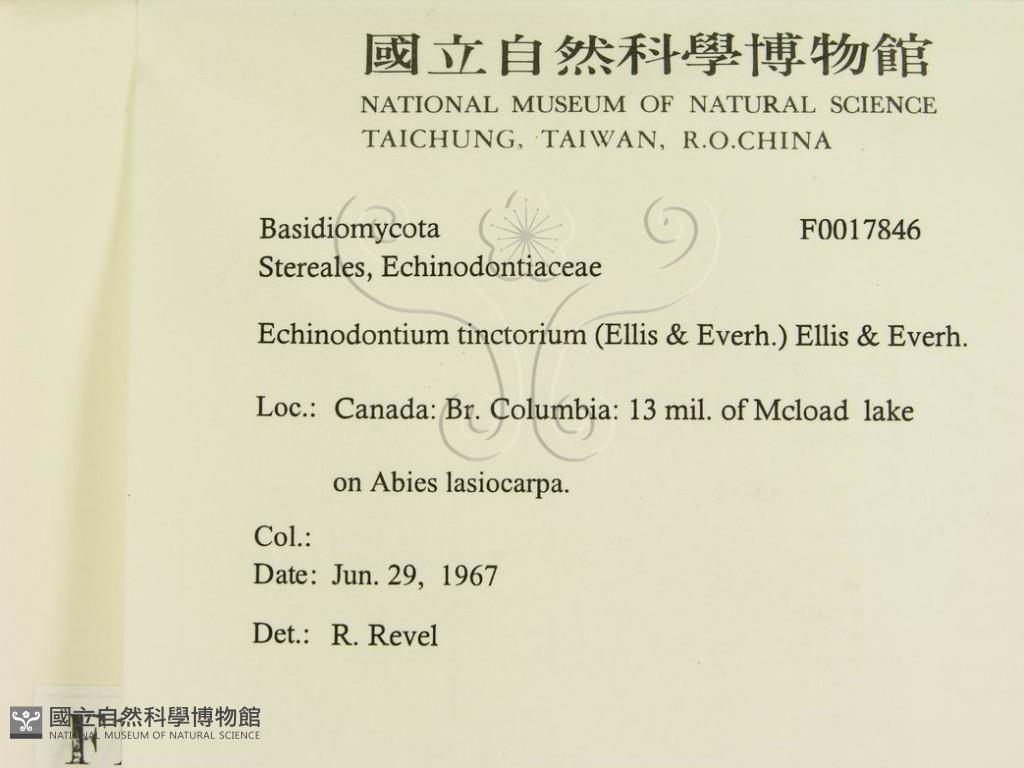 國立自然科學博物館
NATIONAL MUSEUM OF NATURAL SCIENCE
TAICHUNG, TAIWAN, R.O.CHINA
Basidiomycota F0017846
Stereales, Echinodontiaceae
Echinodontium tinctorium (Ellis & Everh.) Ellis & Everh.
Loc.: Canada: Br. Columbia: 13 mil. of Mcload lake
on Abies lasiocarpa.
Col.:
Date: Jun. 29, 1967
Det.: R. Revel
國立自然科學博物館
NATIONAL MUSEUM OF NATURAL SCIENCE
F